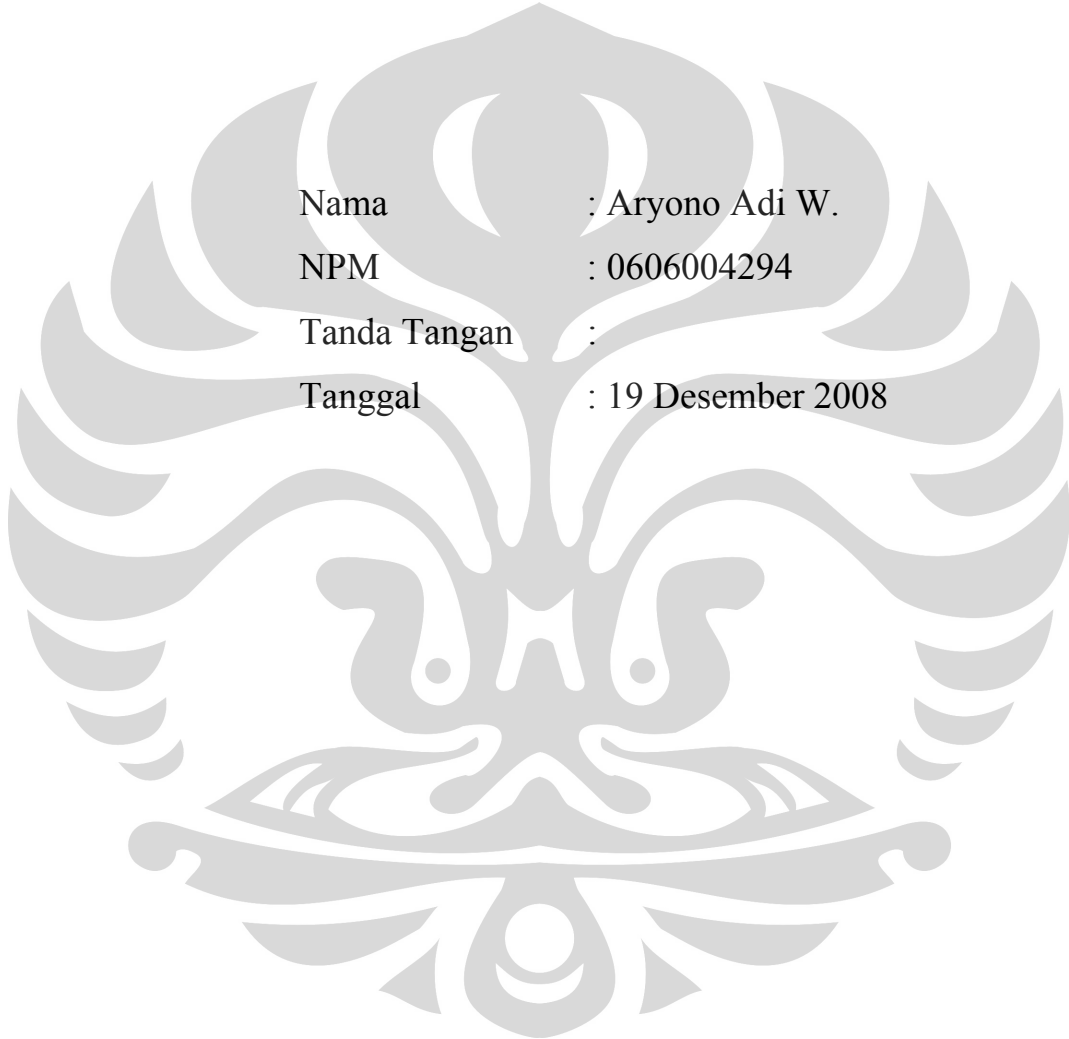 Nama : Aryono Adi W.
NPM : 0606004294
Tanda Tangan :
Tanggal : 19 Desember 2008